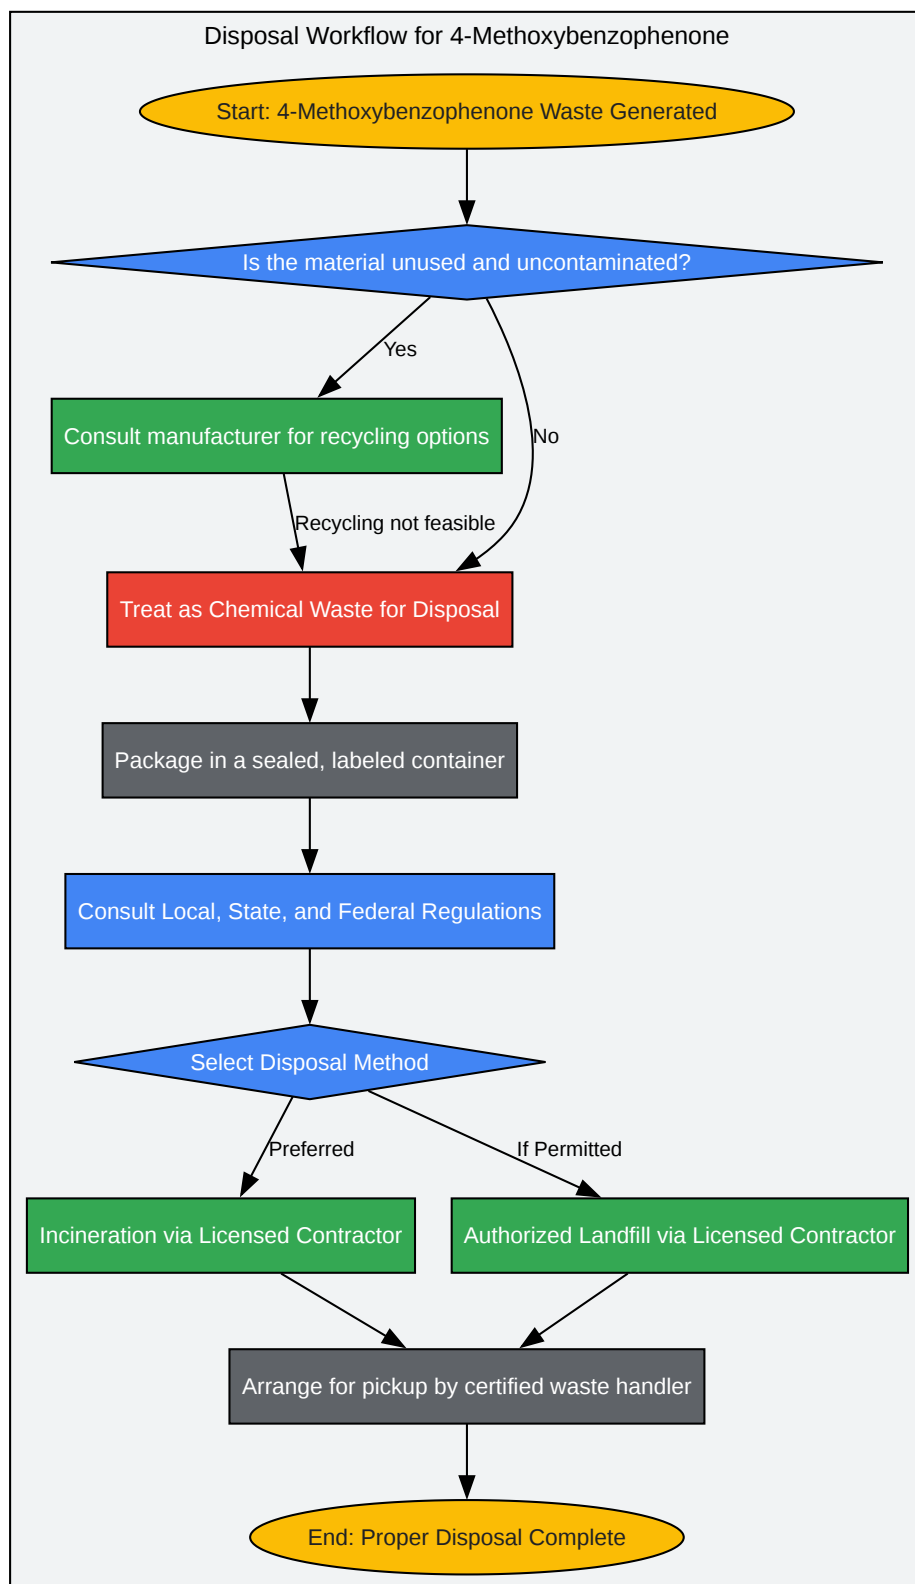 Disposal Workflow for 4-Methoxybenzophenone
Start: 4-Methoxybenzophenone Waste Generated
Is the material unused and uncontaminated?
Yes
Consult manufacturer for recycling options
No
Recycling not feasible
Treat as Chemical Waste for Disposal
Package in a sealed, labeled container
Consult Local, State, and Federal Regulations
Select Disposal Method
Preferred
If Permitted
Incineration via Licensed Contractor
Authorized Landfill via Licensed Contractor
Arrange for pickup by certified waste handler
End: Proper Disposal Complete